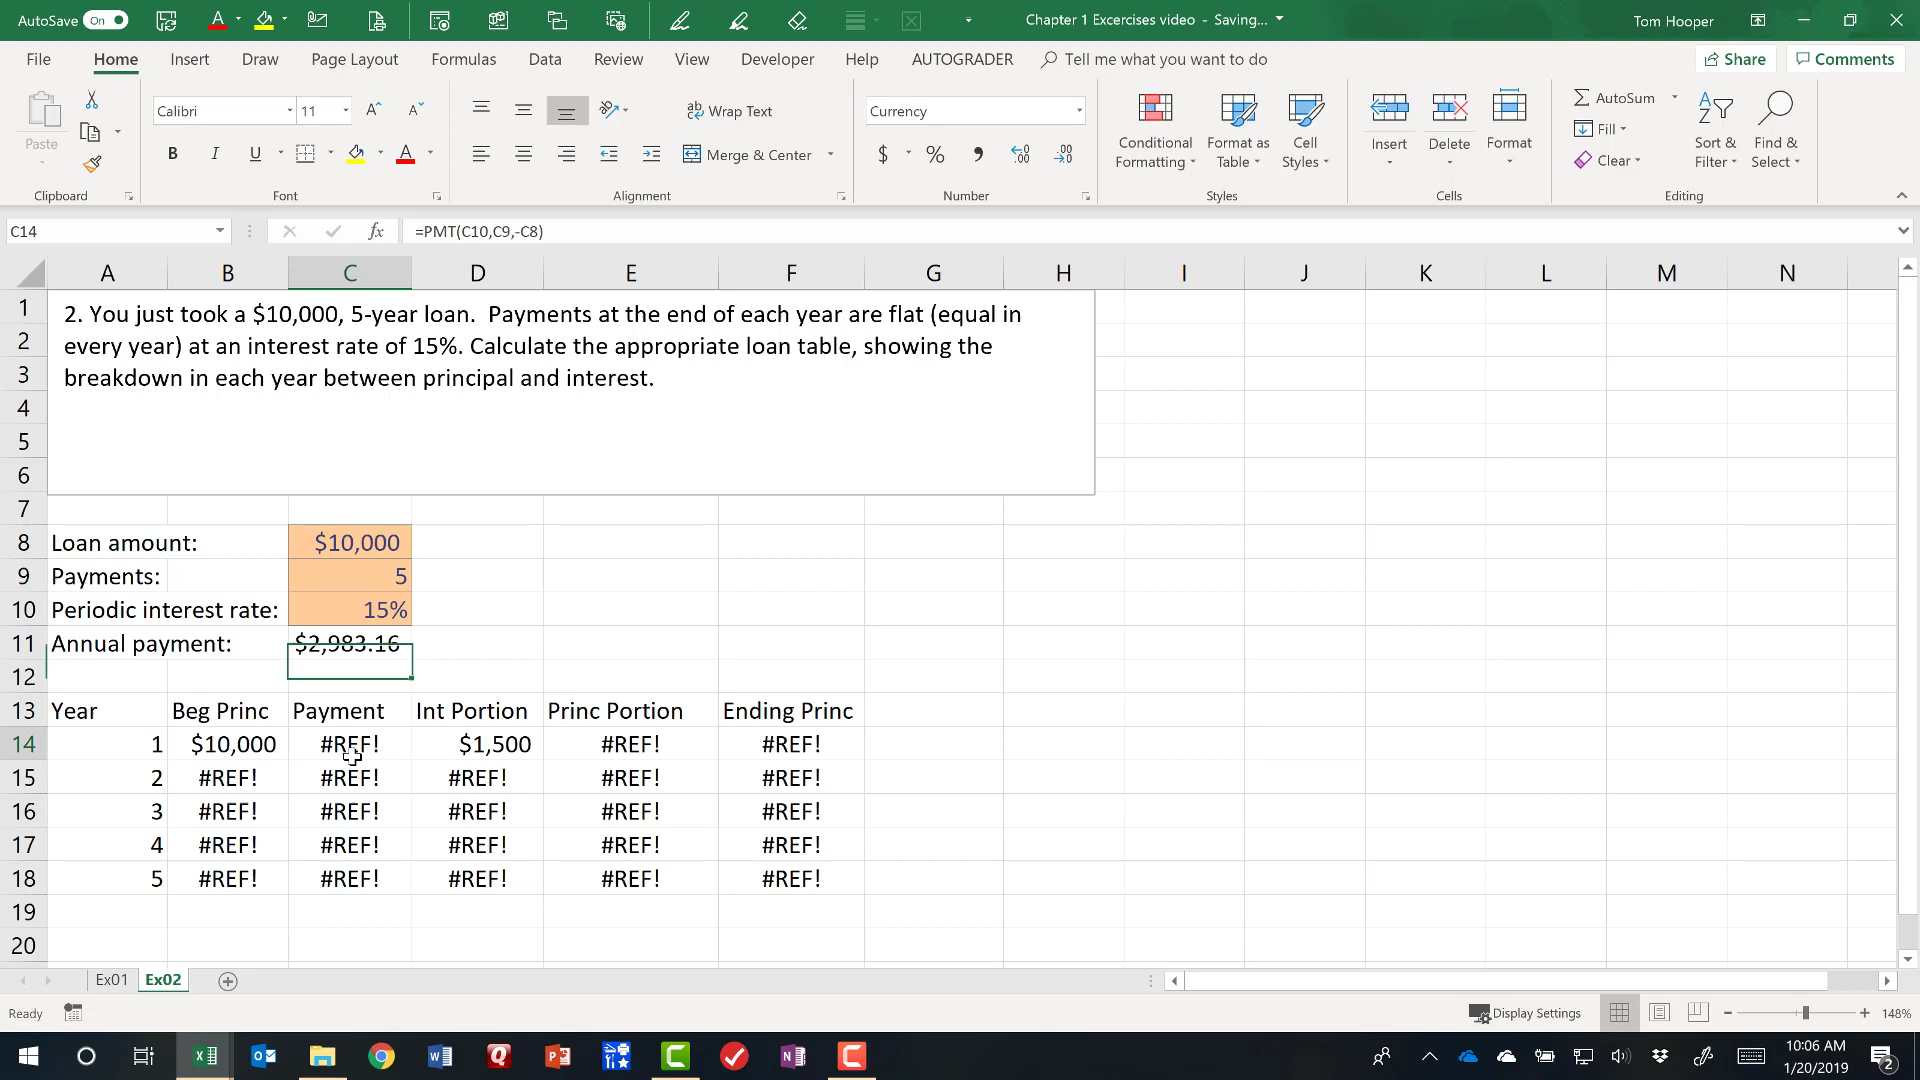 AutoSave On
Chapter 1 Excercises video - Saving...
Tom Hooper
File Home Insert Draw Page Layout Formulas Data Review View Developer Help AUTOGRADER Tell me what you want to do Share Comments
Paste
Clipboard
Calibri 11
B I U
Font
Wrap Text
Merge & Center
Alignment
Currency
$ % 9
Number
Conditional Formatting
Format as Table
Cell Styles
Styles
Insert Delete Format
Cells
AutoSum
Fill
Clear
Sort & Filter
Find & Select
Editing
C14 fx =PMT(C10,C9,-C8)
A B C D E F G H I J K L M N
1 2. You just took a $10,000, 5-year loan. Payments at the end of each year are flat (equal in
2 every year) at an interest rate of 15%. Calculate the appropriate loan table, showing the
3 breakdown in each year between principal and interest.
4
5
6
7
8 Loan amount: $10,000
9 Payments: 5
10 Periodic interest rate: 15%
11 Annual payment: $2,983.16
12
13 Year Beg Princ Payment Int Portion Princ Portion Ending Princ
14 1 $10,000 #REF! $1,500 #REF! #REF!
15 2 #REF! #REF! #REF! #REF! #REF!
16 3 #REF! #REF! #REF! #REF! #REF!
17 4 #REF! #REF! #REF! #REF! #REF!
18 5 #REF! #REF! #REF! #REF! #REF!
19
20
Ex01 Ex02
Ready
Display Settings
148%
10:06 AM
1/20/2019
2